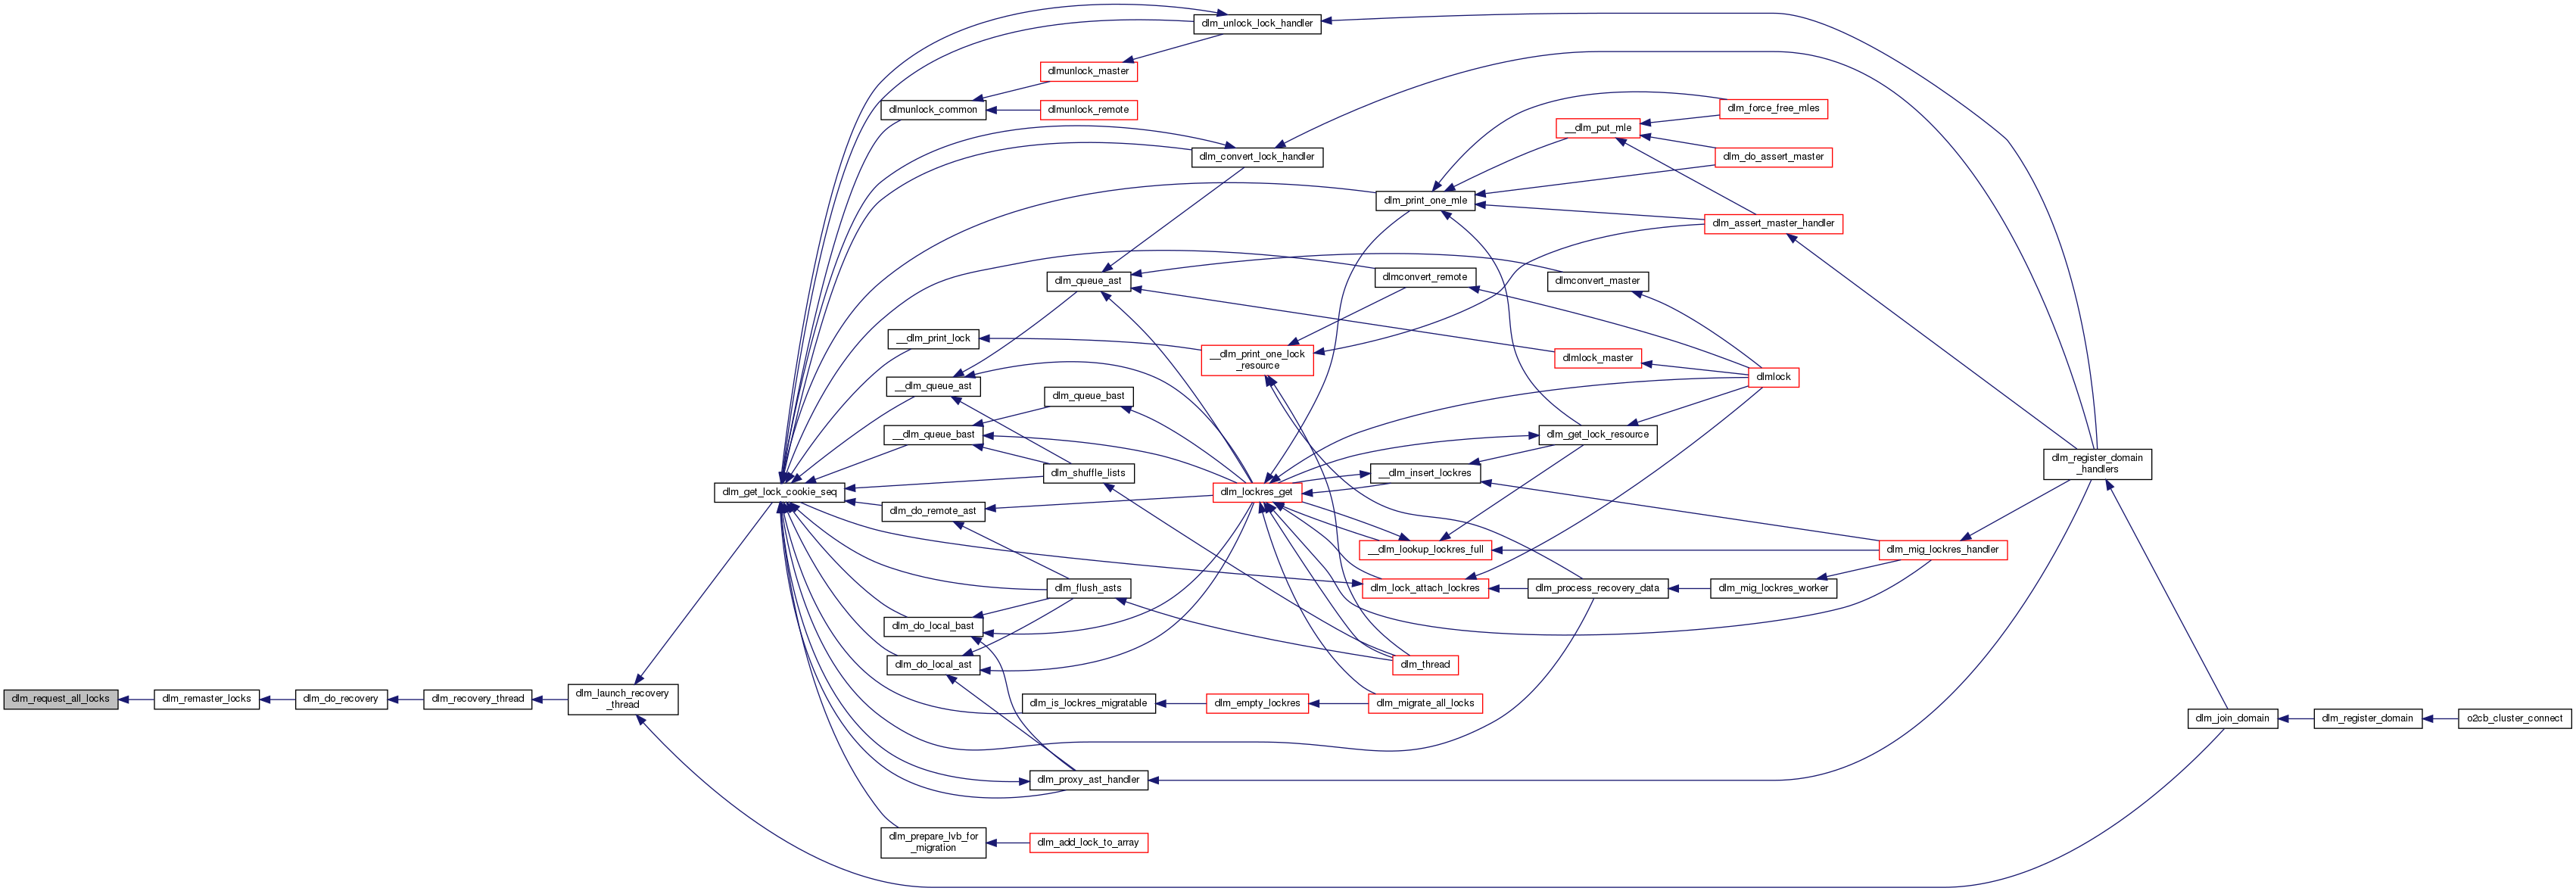 dlm_unlock_lock_handler
dlmunlock_master
dlmunlock_common
dlmunlock_remote
dlm_force_free_mles
__dlm_put_mle
dlm_convert_lock_handler
dlm_do_assert_master
dlm_print_one_mle
dlm_assert_master_handler
dlm_queue_ast
dlmconvert_remote
dlmconvert_master
__dlm_print_lock
__dlm_print_one_lock
_resource
dlmlock_master
dlmlock
__dlm_queue_ast
dlm_queue_bast
__dlm_queue_bast
dlm_get_lock_resource
dlm_register_domain
_handlers
dlm_shuffle_lists
__dlm_insert_lockres
dlm_get_lock_cookie_seq
dlm_lockres_get
dlm_do_remote_ast
__dlm_lookup_lockres_full
dlm_mig_lockres_handler
dlm_flush_asts
dlm_lock_attach_lockres
dlm_process_recovery_data
dlm_mig_lockres_worker
dlm_do_local_bast
dlm_do_local_ast
dlm_thread
dlm_request_all_locks
dlm_remaster_locks
dlm_do_recovery
dlm_recovery_thread
dlm_launch_recovery
_thread
dlm_is_lockres_migratable
dlm_empty_lockres
dlm_migrate_all_locks
dlm_join_domain
dlm_register_domain
o2cb_cluster_connect
dlm_proxy_ast_handler
dlm_prepare_lvb_for
_migration
dlm_add_lock_to_array